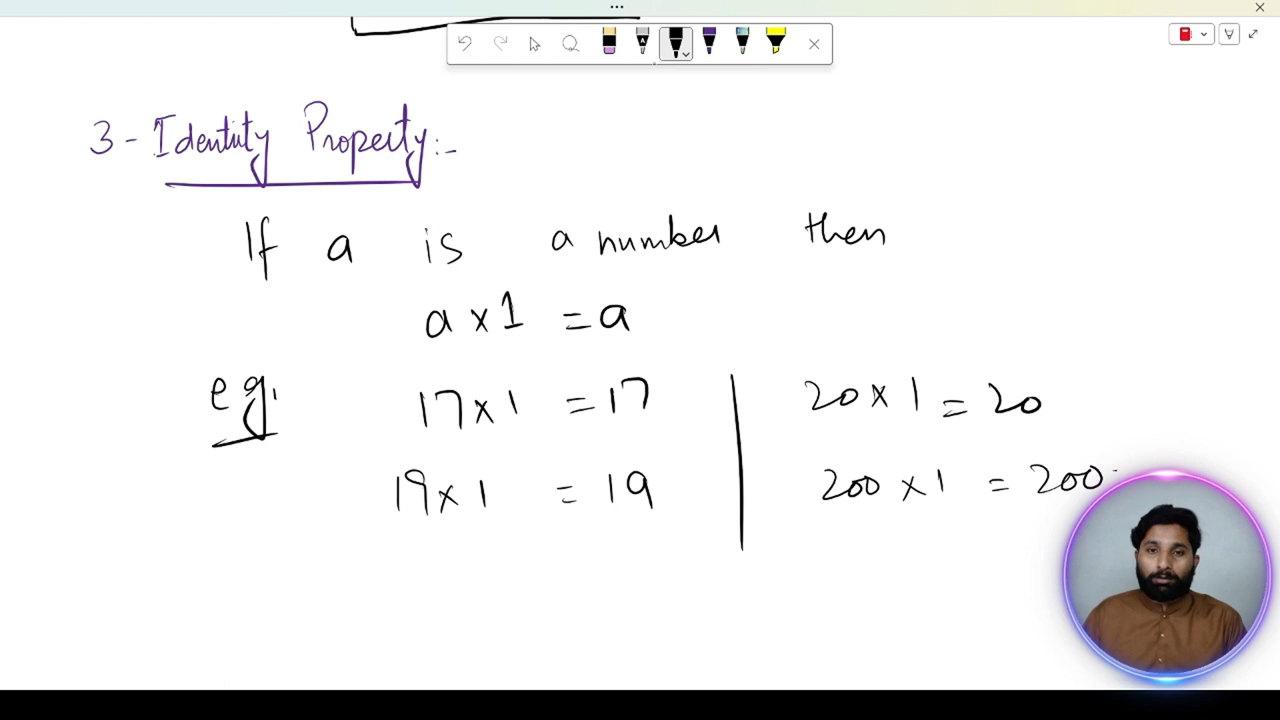 3- Identity Property:-
If a is a number then
a x 1 = a
eg.
17 x 1 = 17
19 x 1 = 19
20 x 1 = 20
200 x 1 = 200